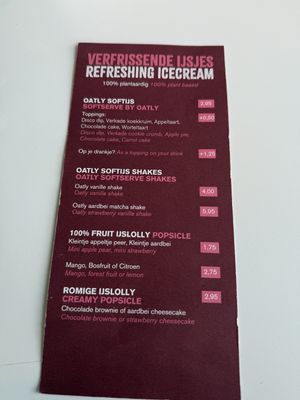 VERFRISSENDE IJSJES
REFRESHING ICECREAM
100% plantaardig 100% plant based
OATLY SOFTIJS 2,95
SOFTSERVE BY OATLY
Toppings: +0,50
Disco dip, Verkade koekkruim, Appeltaart,
Chocolade cake, Worteltaart
Disco dip, Verkade cookie crumb, Apple pie,
Chocolate cake, Carrot cake
Op je drankje? As a topping on your drink +1,25
OATLY SOFTIJS SHAKES
OATLY SOFTSERVE SHAKES
Oatly vanille shake 4,00
Oatly vanilla shake
Oatly aardbei matcha shake 5,95
Oatly strawberry vanilla shake
100% FRUIT IJSLOLLY POPSICLE
Kleintje appeltje peer, Kleintje aardbei 1,75
Mini apple pear, mini strawberry
Mango, Bosfruit of Citroen 2,75
Mango, forest fruit or lemon
ROMIGE IJSLOLLY 2,95
CREAMY POPSICLE
Chocolade brownie of aardbei cheesecake
Chocolate brownie or strawberry cheesecake